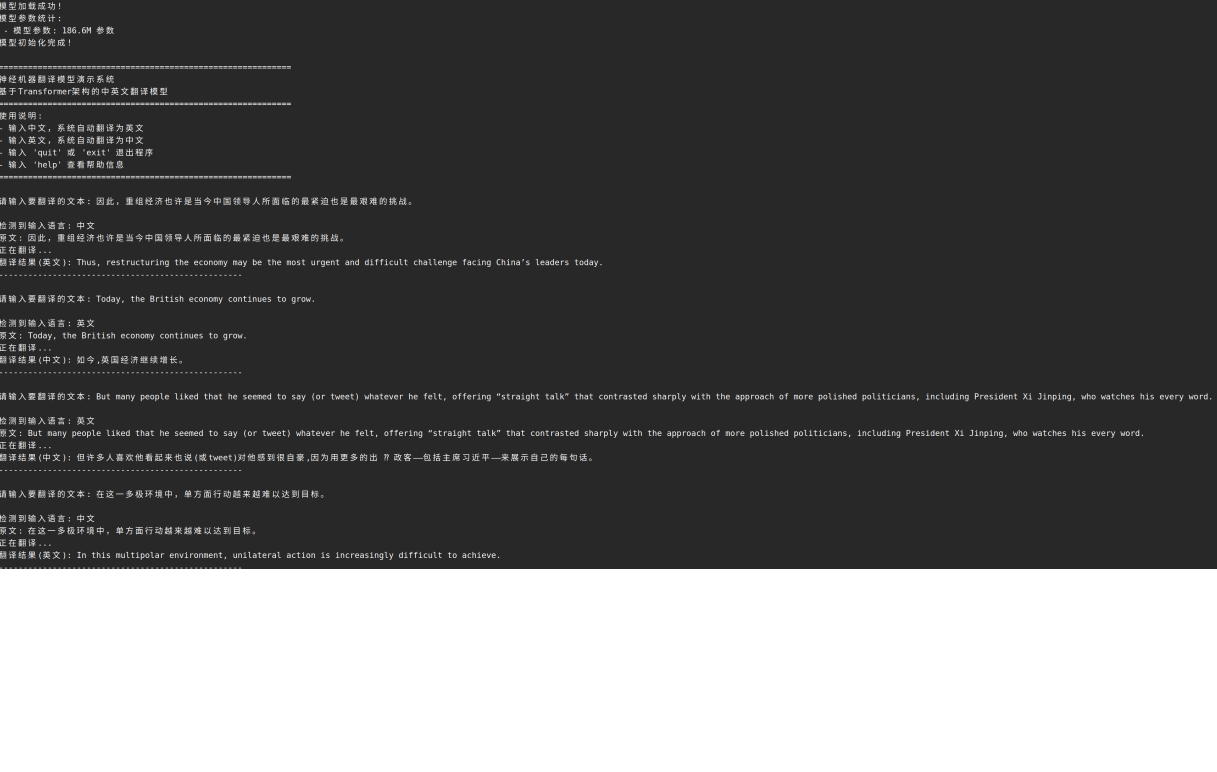 模型加载成功!
模型参数统计:
- 模型参数: 186.6M 参数
模型初始化完成!
============================================================
神经机器翻译模型演示系统
基于Transformer架构的中英文翻译模型
============================================================
使用说明:
- 输入中文，系统自动翻译为英文
- 输入英文，系统自动翻译为中文
- 输入 'quit' 或 'exit' 退出程序
- 输入 'help' 查看帮助信息
============================================================
请输入要翻译的文本: 因此，重组经济也许是当今中国领导人所面临的最紧迫也是最艰难的挑战。
检测到输入语言: 中文
原文: 因此，重组经济也许是当今中国领导人所面临的最紧迫也是最艰难的挑战。
正在翻译...
翻译结果(英文): Thus, restructuring the economy may be the most urgent and difficult challenge facing China’s leaders today.
--------------------------------------------------
请输入要翻译的文本: Today, the British economy continues to grow.
检测到输入语言: 英文
原文: Today, the British economy continues to grow.
正在翻译...
翻译结果(中文): 如今,英国经济继续增长。
--------------------------------------------------
请输入要翻译的文本: But many people liked that he seemed to say (or tweet) whatever he felt, offering “straight talk” that contrasted sharply with the approach of more polished politicians, including President Xi Jinping, who watches his every word.
检测到输入语言: 英文
原文: But many people liked that he seemed to say (or tweet) whatever he felt, offering “straight talk” that contrasted sharply with the approach of more polished politicians, including President Xi Jinping, who watches his every word.
正在翻译...
翻译结果(中文): 但许多人喜欢他看起来也说(或tweet)对他感到很自豪,因为用更多的出 ⁇ 政客——包括主席习近平——来展示自己的每句话。
--------------------------------------------------
请输入要翻译的文本: 在这一多极环境中，单方面行动越来越难以达到目标。
检测到输入语言: 中文
原文: 在这一多极环境中，单方面行动越来越难以达到目标。
正在翻译...
翻译结果(英文): In this multipolar environment, unilateral action is increasingly difficult to achieve.
--------------------------------------------------